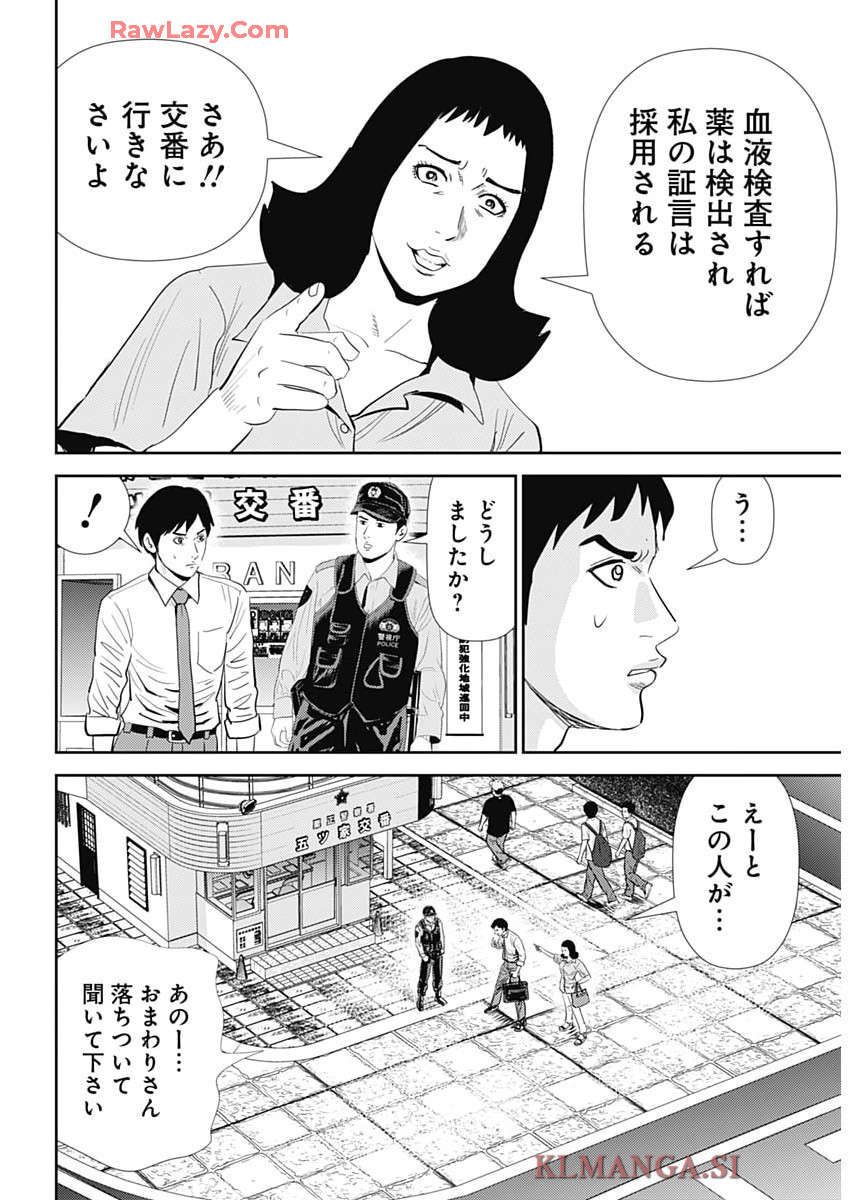 RawLazy.Com
血液検査すれば
薬は検出され
私の証言は
採用される
さあ!!
交番に
行きな
さいよ
う…
どうし
ましたか?
!
交番
BAN
警視庁
POLICE
犯強化地域巡回中
えーと
この人が…
五ツ家交番
あのー…
おまわりさん
落ちついて
聞いて下さい
KLMANGA.SI